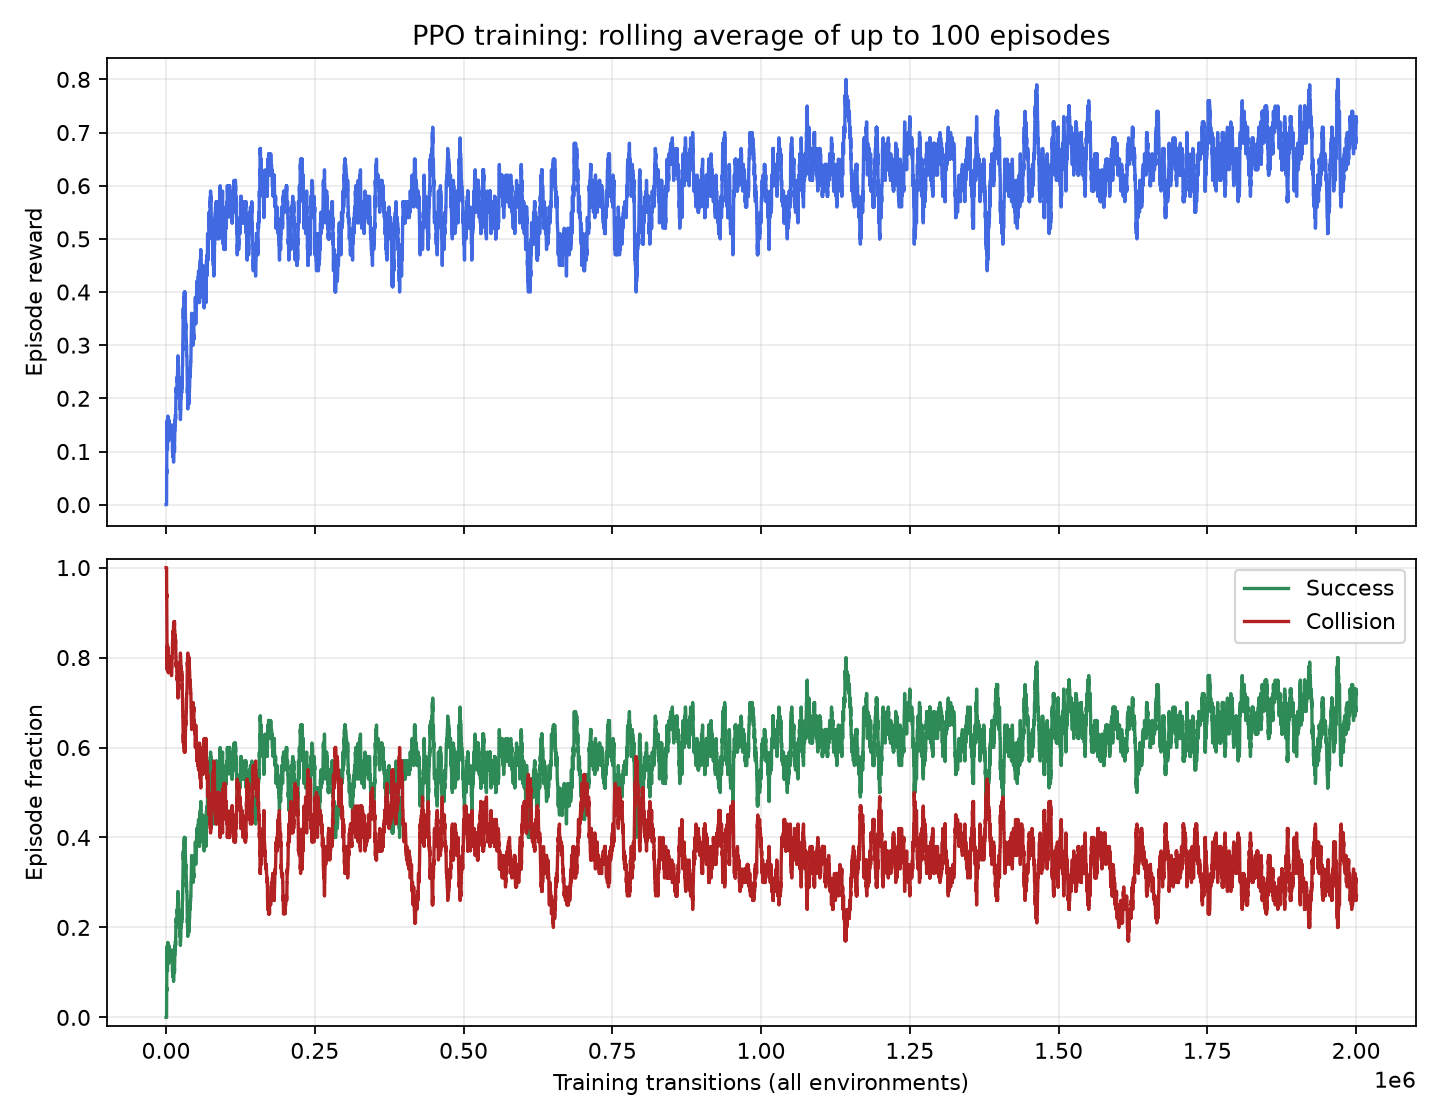 PPO training: rolling average of up to 100 episodes
Episode reward
0.8
0.7
0.6
0.5
0.4
0.3
0.2
0.1
0.0
Episode fraction
1.0
0.8
0.6
0.4
0.2
0.0
Success
Collision
0.00 0.25 0.50 0.75 1.00 1.25 1.50 1.75 2.00
1e6
Training transitions (all environments)